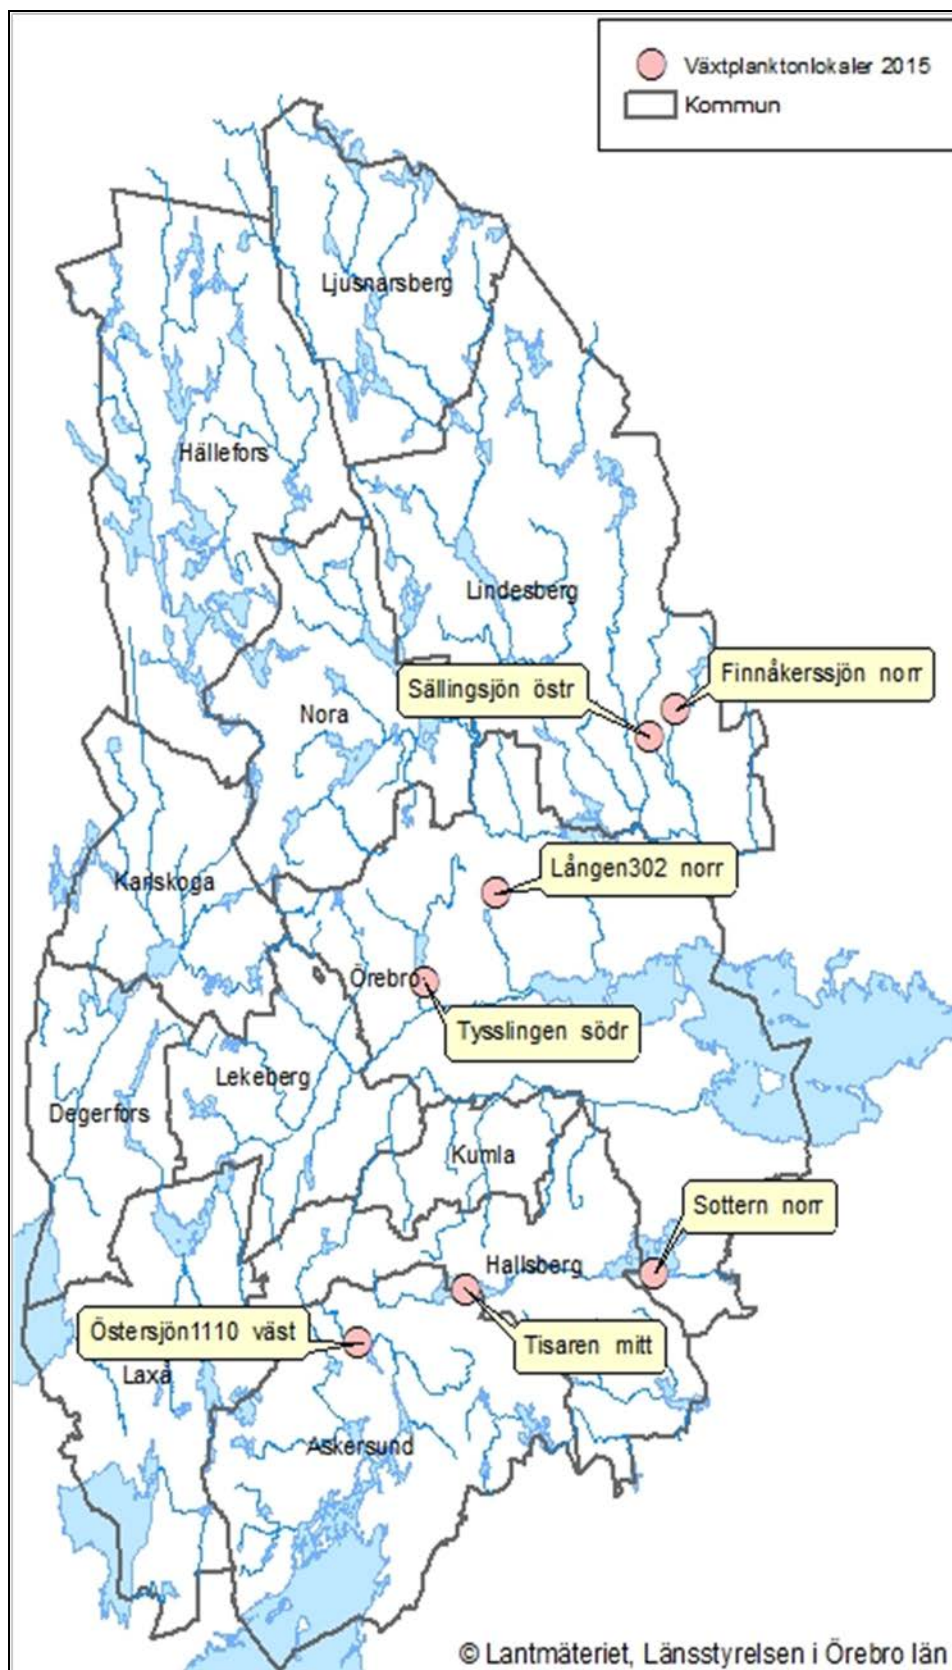 Växtplanktonlokaler 2015
Kommun
Ljusnarsberg
Hällefors
Lindesberg
Finnåkerssjön norr
Sällingsjön östr
Nora
Lången302 norr
Karlskoga
Örebro
Tysslingen södr
Lekeberg
Degerfors
Kumla
Sottern norr
Hallsberg
Östersjön1110 väst
Tisaren mitt
Laxå
Askersund
© Lantmäteriet, Länsstyrelsen i Örebro län